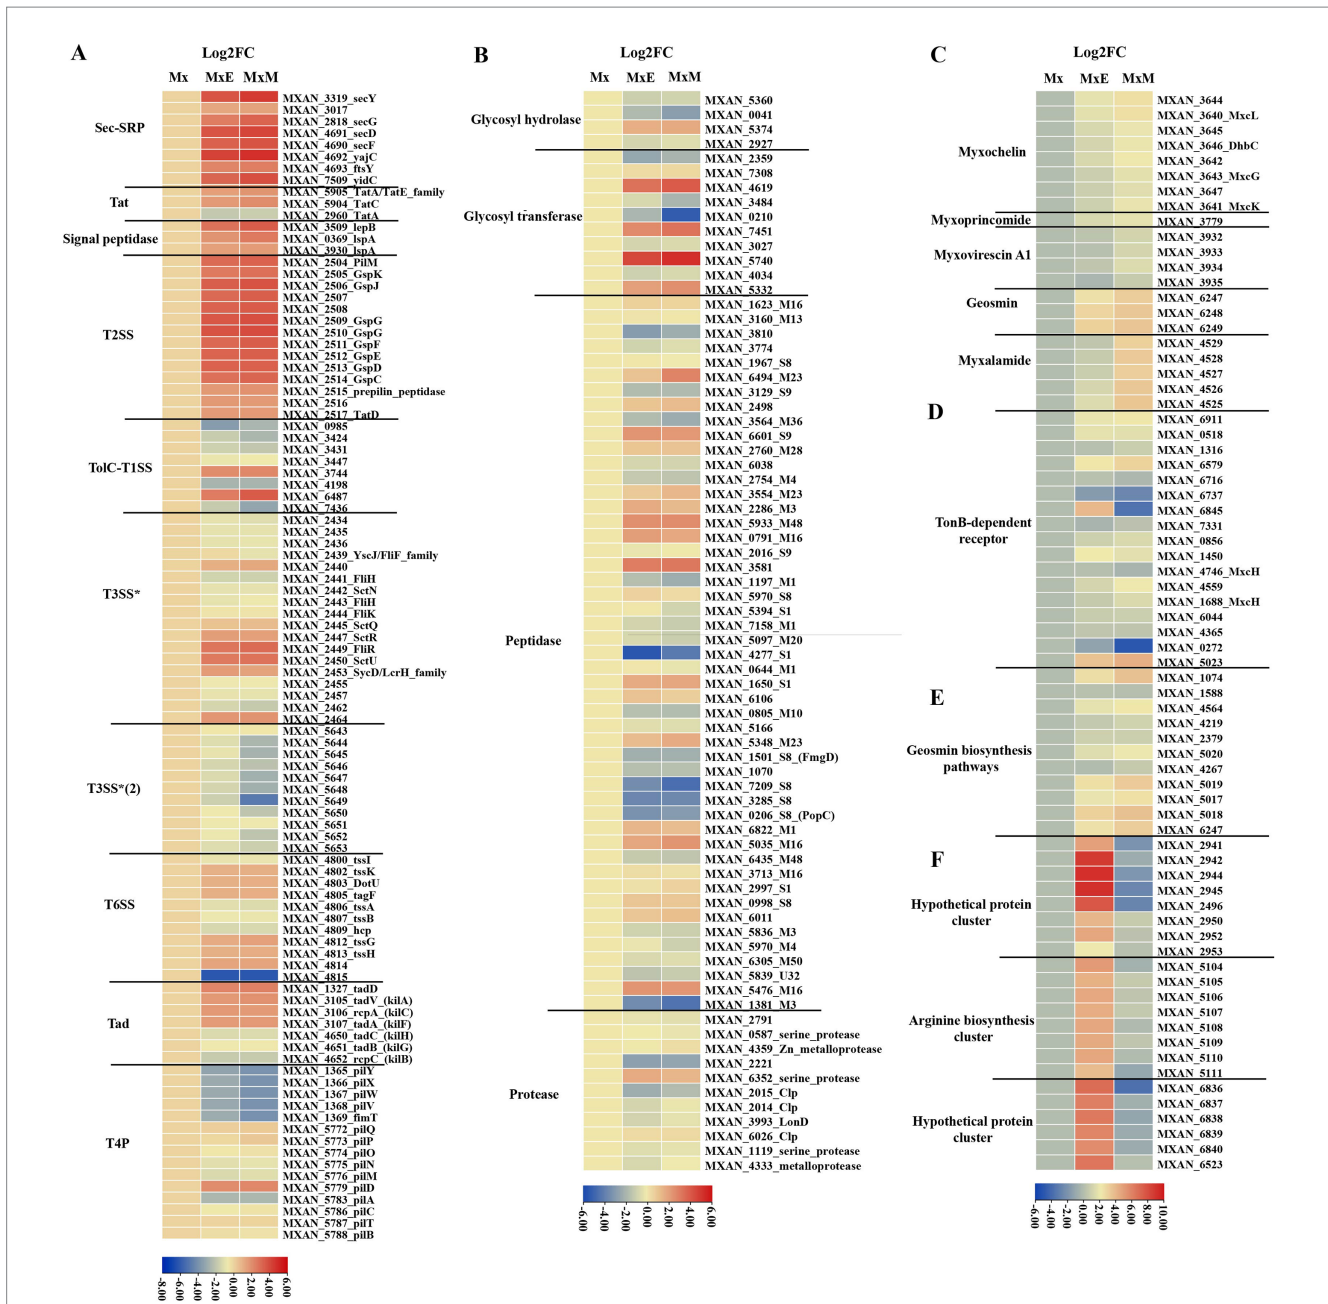 A
Log2FC
Mx MxE MxM
Sec-SRP
MXAN_3319_secY
MXAN_3017
MXAN_2818_secG
MXAN_4691_secD
MXAN_4690_secF
MXAN_4692_yajC
MXAN_4693_ftsY
MXAN_7509_yidC
Tat
MXAN_5905_TatA/TatE_family
MXAN_5904_TatC
MXAN_2960_TatA
Signal peptidase
MXAN_3509_lepB
MXAN_0369_lspA
MXAN_3930_lspA
T2SS
MXAN_2504_PilM
MXAN_2505_GspK
MXAN_2506_GspJ
MXAN_2507
MXAN_2508
MXAN_2509_GspG
MXAN_2510_GspG
MXAN_2511_GspF
MXAN_2512_GspE
MXAN_2513_GspD
MXAN_2514_GspC
MXAN_2515_prepilin_peptidase
MXAN_2516
MXAN_2517_TatD
TolC-T1SS
MXAN_0985
MXAN_3424
MXAN_3431
MXAN_3447
MXAN_3744
MXAN_4198
MXAN_6487
MXAN_7436
T3SS*
MXAN_2434
MXAN_2435
MXAN_2436
MXAN_2439_YscJ/FliF_family
MXAN_2440
MXAN_2441_FliH
MXAN_2442_SctN
MXAN_2443_FliH
MXAN_2444_FliK
MXAN_2445_SctQ
MXAN_2447_SctR
MXAN_2449_FliR
MXAN_2450_SctU
MXAN_2453_SycD/LcrH_family
MXAN_2455
MXAN_2457
MXAN_2462
MXAN_2464
T3SS*(2)
MXAN_5643
MXAN_5644
MXAN_5645
MXAN_5646
MXAN_5647
MXAN_5648
MXAN_5649
MXAN_5650
MXAN_5651
MXAN_5652
MXAN_5653
T6SS
MXAN_4800_tssI
MXAN_4802_tssK
MXAN_4803_DotU
MXAN_4805_tagF
MXAN_4806_tssA
MXAN_4807_tssB
MXAN_4809_hcp
MXAN_4812_tssG
MXAN_4813_tssH
MXAN_4814
MXAN_4815
Tad
MXAN_1327_tadD
MXAN_3105_tadV_(kilA)
MXAN_3106_rcpA_(kilC)
MXAN_3107_tadA_(kilF)
MXAN_4650_tadC_(kilH)
MXAN_4651_tadB_(kilG)
MXAN_4652_rcpC_(kilB)
T4P
MXAN_1365_pilY
MXAN_1366_pilX
MXAN_1367_pilW
MXAN_1368_pilV
MXAN_1369_fimT
MXAN_5772_pilQ
MXAN_5773_pilP
MXAN_5774_pilO
MXAN_5775_pilN
MXAN_5776_pilM
MXAN_5779_pilD
MXAN_5783_pilA
MXAN_5786_pilC
MXAN_5787_pilT
MXAN_5788_pilB
-8.00 -6.00 -4.00 -2.00 0.00 2.00 4.00 6.00
B
Log2FC
Mx MxE MxM
Glycosyl hydrolase
MXAN_5360
MXAN_0041
MXAN_5374
MXAN_2927
Glycosyl transferase
MXAN_2359
MXAN_7308
MXAN_4619
MXAN_3484
MXAN_0210
MXAN_7451
MXAN_3027
MXAN_5740
MXAN_4034
MXAN_5332
Peptidase
MXAN_1623_M16
MXAN_3160_M13
MXAN_3810
MXAN_3774
MXAN_1967_S8
MXAN_6494_M23
MXAN_3129_S9
MXAN_2498
MXAN_3564_M36
MXAN_6601_S9
MXAN_2760_M28
MXAN_6038
MXAN_2754_M4
MXAN_3554_M23
MXAN_2286_M3
MXAN_5933_M48
MXAN_0791_M16
MXAN_2016_S9
MXAN_3581
MXAN_1197_M1
MXAN_5970_S8
MXAN_5394_S1
MXAN_7158_M1
MXAN_5097_M20
MXAN_4277_S1
MXAN_0644_M1
MXAN_1650_S1
MXAN_6106
MXAN_0805_M10
MXAN_5166
MXAN_5348_M23
MXAN_1501_S8_(FmgD)
MXAN_1070
MXAN_7209_S8
MXAN_3285_S8
MXAN_0206_S8_(PopC)
MXAN_6822_M1
MXAN_5035_M16
MXAN_6435_M48
MXAN_3713_M16
MXAN_2997_S1
MXAN_0998_S8
MXAN_6011
MXAN_5836_M3
MXAN_5970_M4
MXAN_6305_M50
MXAN_5839_U32
MXAN_5476_M16
MXAN_1381_M3
Protease
MXAN_2791
MXAN_0587_serine_protease
MXAN_4359_Zn_metalloprotease
MXAN_2221
MXAN_6352_serine_protease
MXAN_2015_Clp
MXAN_2014_Clp
MXAN_3993_LonD
MXAN_6026_Clp
MXAN_1119_serine_protease
MXAN_4333_metalloprotease
-6.00 -4.00 -2.00 0.00 2.00 4.00 6.00
C
Log2FC
Mx MxE MxM
Myxochelin
MXAN_3644
MXAN_3640_MxcL
MXAN_3645
MXAN_3646_DhbC
MXAN_3642
MXAN_3643_MxcG
MXAN_3647
MXAN_3641_MxcK
Myxoprincomide
MXAN_3779
Myxovirescin A1
MXAN_3932
MXAN_3933
MXAN_3934
MXAN_3935
Geosmin
MXAN_6247
MXAN_6248
MXAN_6249
Myxalamide
MXAN_4529
MXAN_4528
MXAN_4527
MXAN_4526
MXAN_4525
D
TonB-dependent
receptor
MXAN_6911
MXAN_0518
MXAN_1316
MXAN_6579
MXAN_6716
MXAN_6737
MXAN_6845
MXAN_7331
MXAN_0856
MXAN_1450
MXAN_4746_MxcH
MXAN_4559
MXAN_1688_MxcH
MXAN_6044
MXAN_4365
MXAN_0272
MXAN_5023
E
Geosmin biosynthesis
pathways
MXAN_1074
MXAN_1588
MXAN_4564
MXAN_4219
MXAN_2379
MXAN_5020
MXAN_4267
MXAN_5019
MXAN_5017
MXAN_5018
MXAN_6247
F
Hypothetical protein
cluster
MXAN_2941
MXAN_2942
MXAN_2944
MXAN_2945
MXAN_2496
MXAN_2950
MXAN_2952
MXAN_2953
Arginine biosynthesis
cluster
MXAN_5104
MXAN_5105
MXAN_5106
MXAN_5107
MXAN_5108
MXAN_5109
MXAN_5110
MXAN_5111
Hypothetical protein
cluster
MXAN_6836
MXAN_6837
MXAN_6838
MXAN_6839
MXAN_6840
MXAN_6523
-6.00 -4.00 -2.00 0.00 2.00 4.00 6.00 8.00 10.00